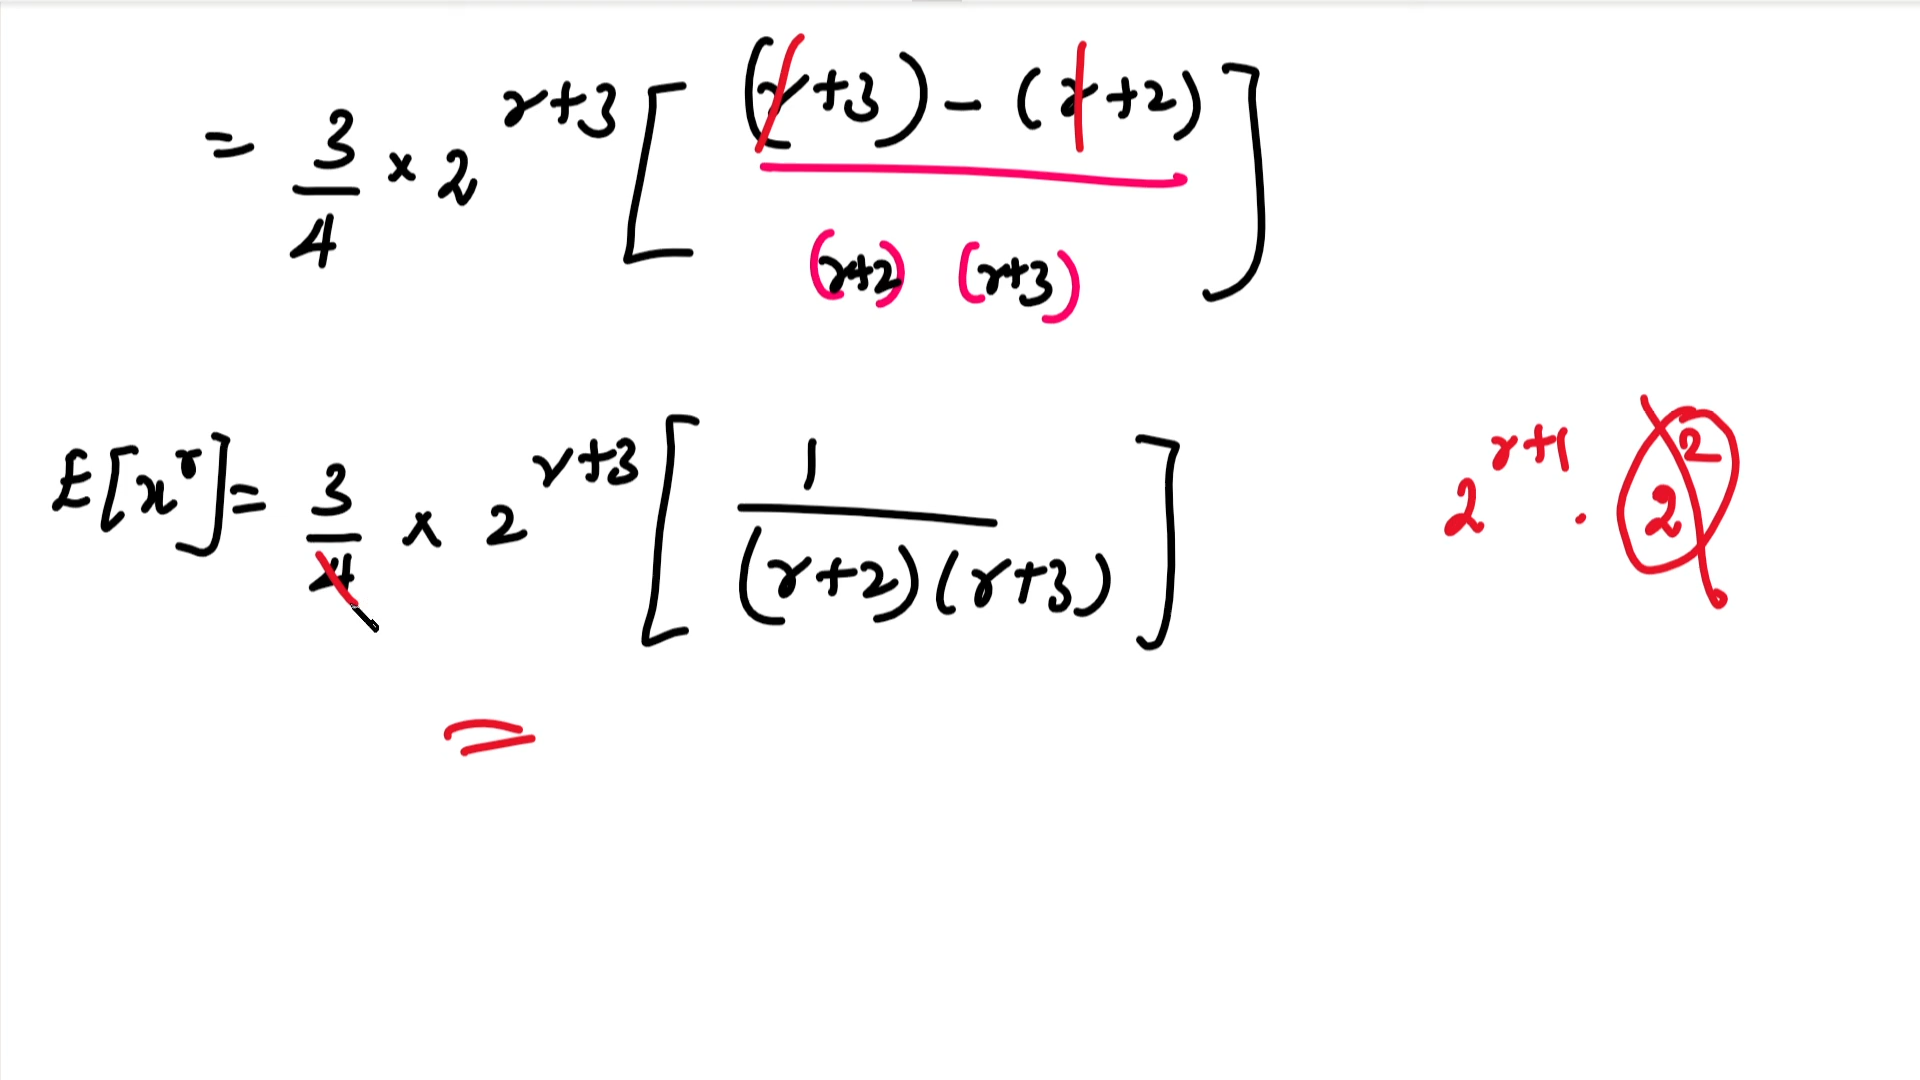 = 3/4 × 2^(r+3) [ ((r+3) - (r+2)) / ((r+2) (r+3)) ]
E[x^r] = 3/4 × 2^(r+3) [ 1 / ((r+2)(r+3)) ]
2^(r+1) · 2^2
=